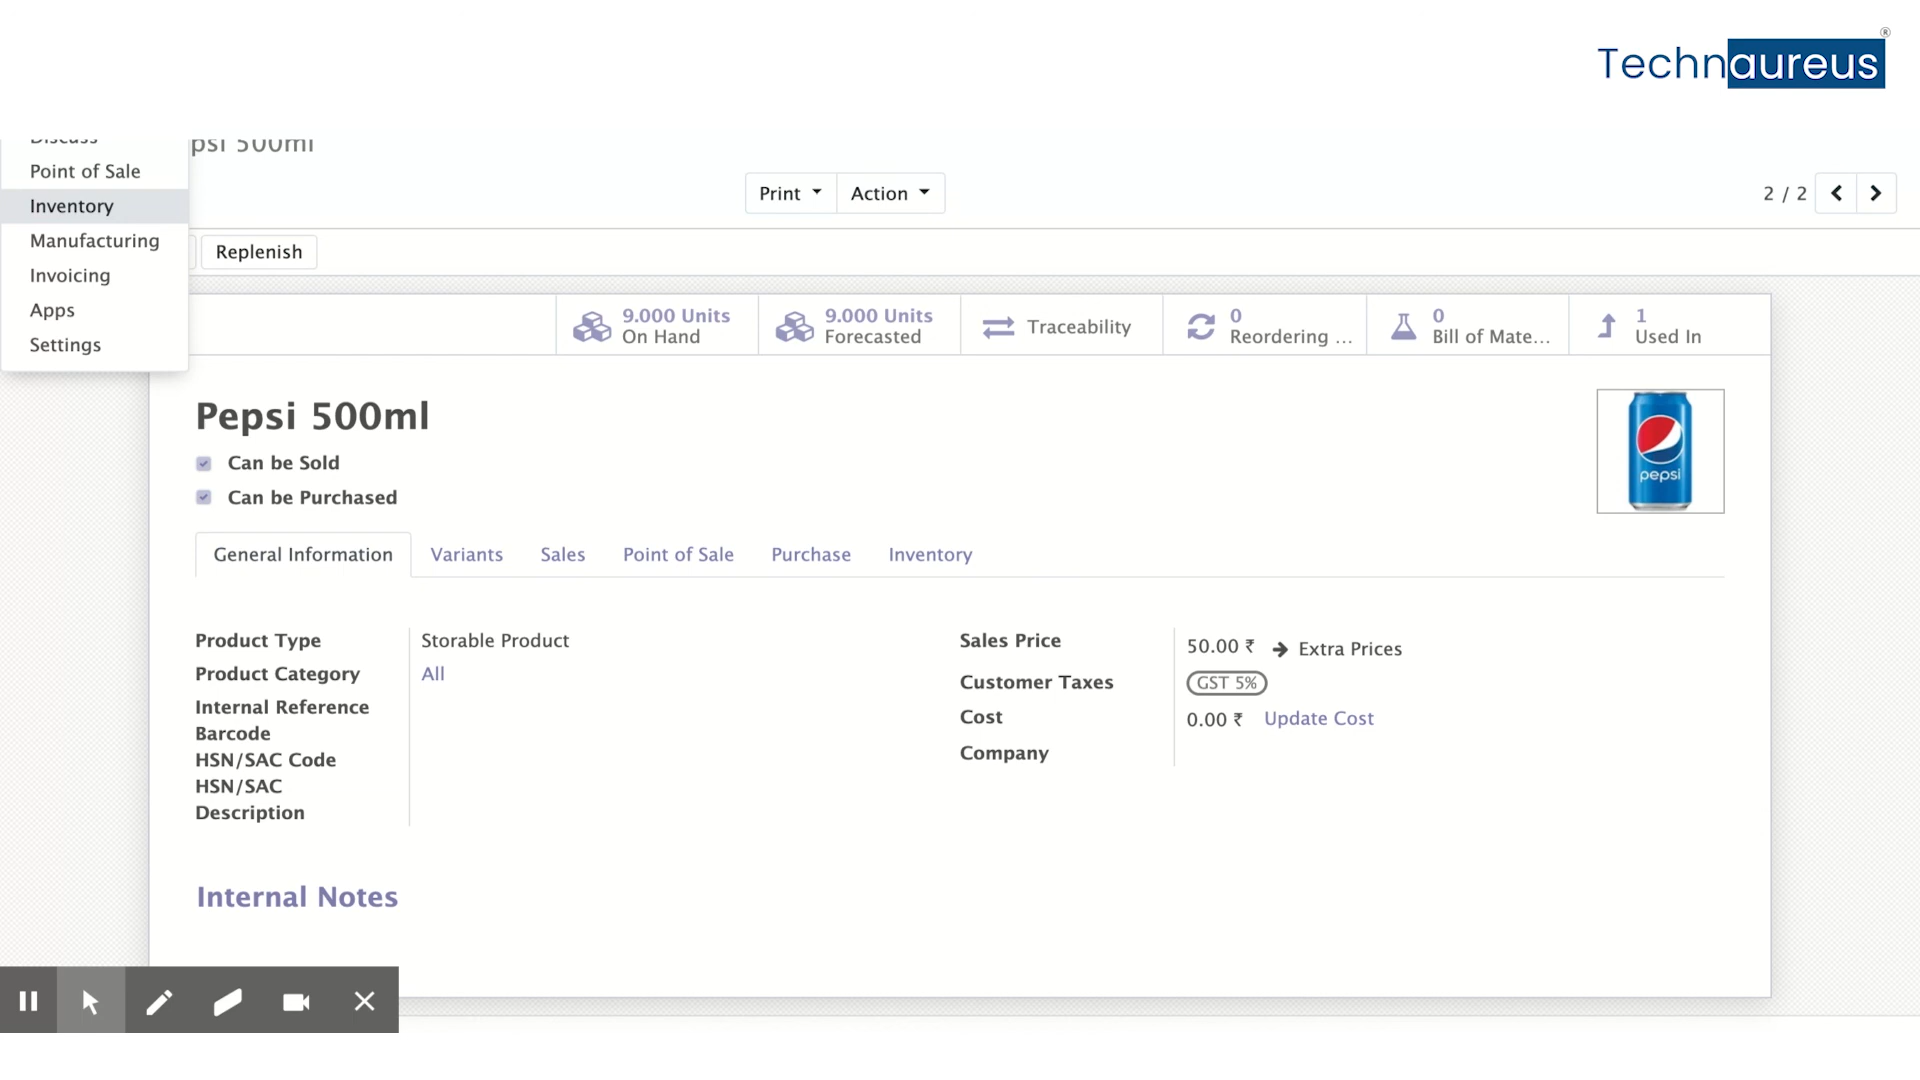 Technaureus®
Discuss
psi 500ml
Point of Sale
Inventory
Manufacturing
Invoicing
Apps
Settings
Print
Action
2 / 2
Replenish
9.000 Units
On Hand
9.000 Units
Forecasted
Traceability
0
Reordering ...
0
Bill of Mate...
1
Used In
Pepsi 500ml
Can be Sold
Can be Purchased
pepsi
General Information
Variants
Sales
Point of Sale
Purchase
Inventory
Product Type
Storable Product
Product Category
All
Internal Reference
Barcode
HSN/SAC Code
HSN/SAC
Description
Sales Price
50.00 ₹
Extra Prices
Customer Taxes
GST 5%
Cost
0.00 ₹
Update Cost
Company
Internal Notes